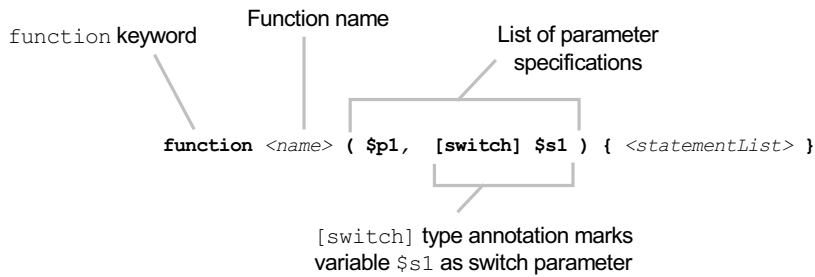 Function name
function keyword
List of parameter
specifications
function <name> ( $p1, [switch] $s1 ) { <statementList> }
[switch] type annotation marks
variable $s1 as switch parameter